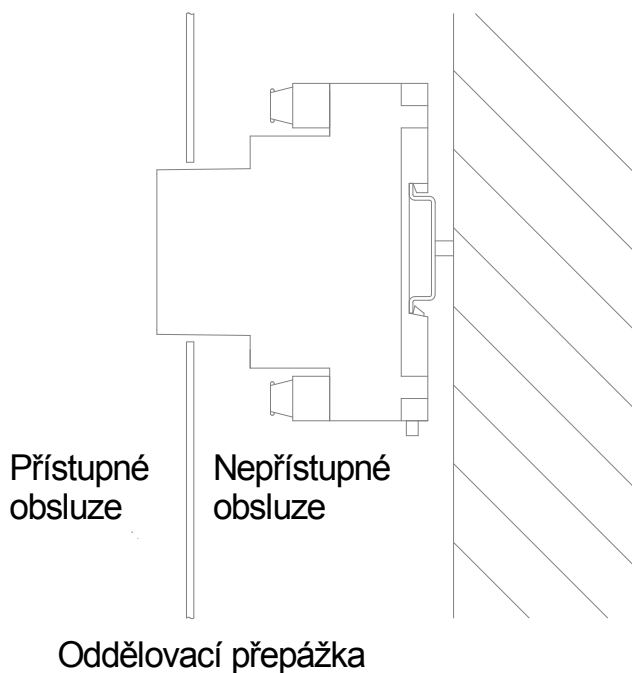 Přístupné
obsluze
Nepřístupné
obsluze
Oddělovací přepážka